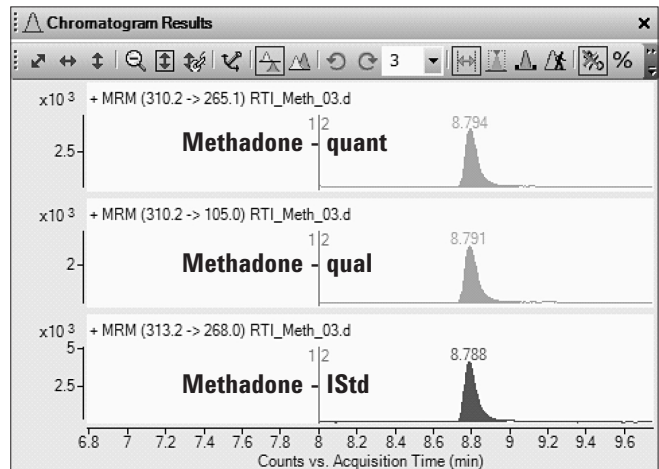 Chromatogram Results
3
%
x10 3 + MRM (310.2 -> 265.1) RTI_Meth_03.d
1 2 8.794
2.5
Methadone - quant
x10 3 + MRM (310.2 -> 105.0) RTI_Meth_03.d
1 2 8.791
2
Methadone - qual
x10 3 + MRM (313.2 -> 268.0) RTI_Meth_03.d
5
1 2 8.788
2.5
Methadone - IStd
6.8 7 7.2 7.4 7.6 7.8 8 8.2 8.4 8.6 8.8 9 9.2 9.4 9.6
Counts vs. Acquisition Time (min)